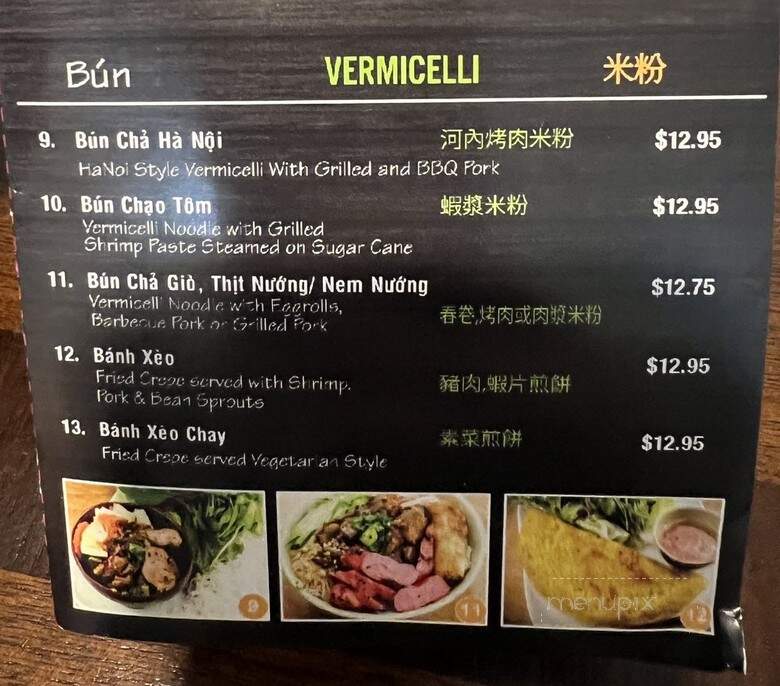 Bún VERMICELLI 米粉
9. Bún Chả Hà Nội 河內烤肉米粉 $12.95
HaNoi Style Vermicelli With Grilled and BBQ Pork
10. Bún Chạo Tôm 蝦漿米粉 $12.95
Vermicelli Noodle with Grilled
Shrimp Paste Steamed on Sugar Cane
11. Bún Chả Giò, Thịt Nướng/ Nem Nướng $12.75
Vermicelli Noodle with Eggrolls,
Barbecue Pork or Grilled Pork 春卷,烤肉或肉漿米粉
12. Bánh Xèo $12.95
Fried Crepe served with Shrimp, 豬肉,蝦片煎餅
Pork & Bean Sprouts
13. Bánh Xèo Chay 素菜煎餅 $12.95
Fried Crepe served Vegetarian Style
9 11 12
menupix